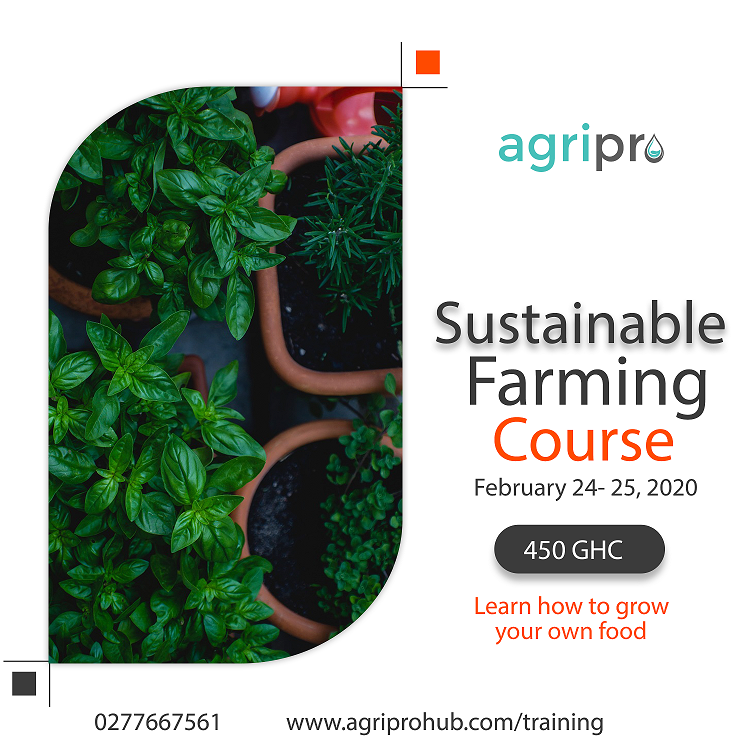 agripro
Sustainable
Farming
Course
February 24- 25, 2020
450 GHC
Learn how to grow
your own food
0277667561
www.agriprohub.com/training